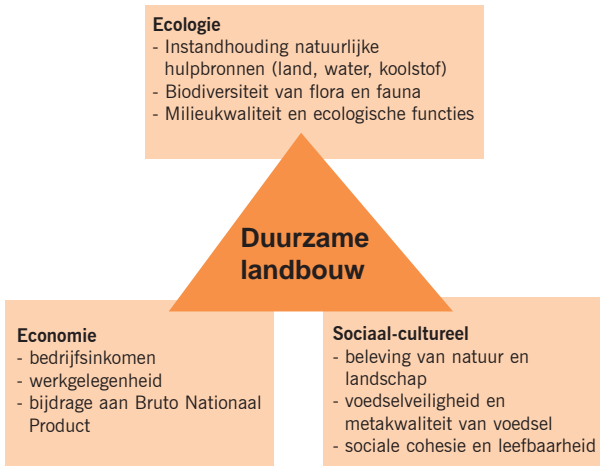 Ecologie
- Instandhouding natuurlijke
hulpbronnen (land, water, koolstof)
- Biodiversiteit van flora en fauna
- Milieukwaliteit en ecologische functies
Duurzame
landbouw
Economie
- bedrijfsinkomen
- werkgelegenheid
- bijdrage aan Bruto Nationaal
Product
Sociaal-cultureel
- beleving van natuur en
landschap
- voedselveiligheid en
metakwaliteit van voedsel
- sociale cohesie en leefbaarheid